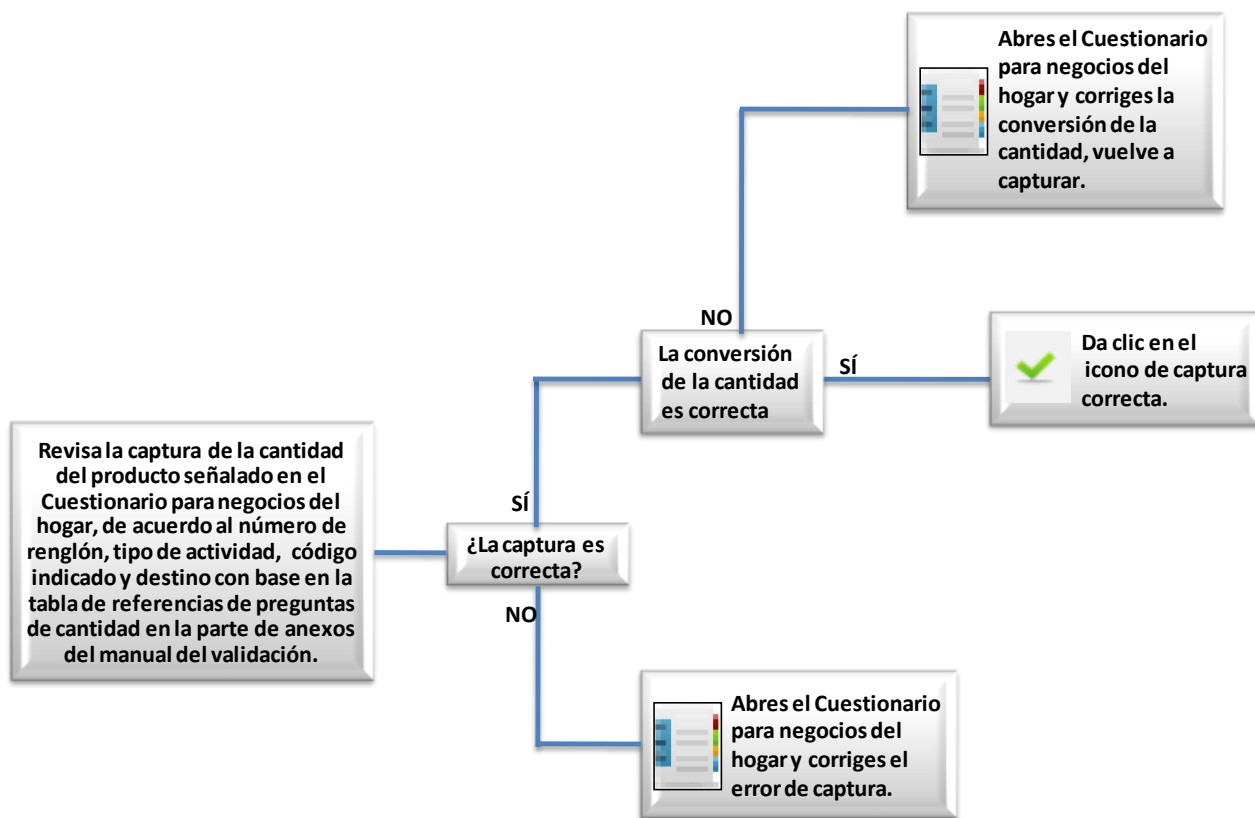 Abres el Cuestionario
para negocios del
hogar y corriges la
conversión de la
cantidad, vuelve a
capturar.
NO
La conversión
de la cantidad
es correcta
SÍ
Da clic en el
icono de captura
correcta.
Revisa la captura de la cantidad
del producto señalado en el
Cuestionario para negocios del
hogar, de acuerdo al número de
renglón, tipo de actividad, código
indicado y destino con base en la
tabla de referencias de preguntas
de cantidad en la parte de anexos
del manual del validación.
SÍ
¿La captura es
correcta?
NO
Abres el Cuestionario
para negocios del
hogar y corriges el
error de captura.